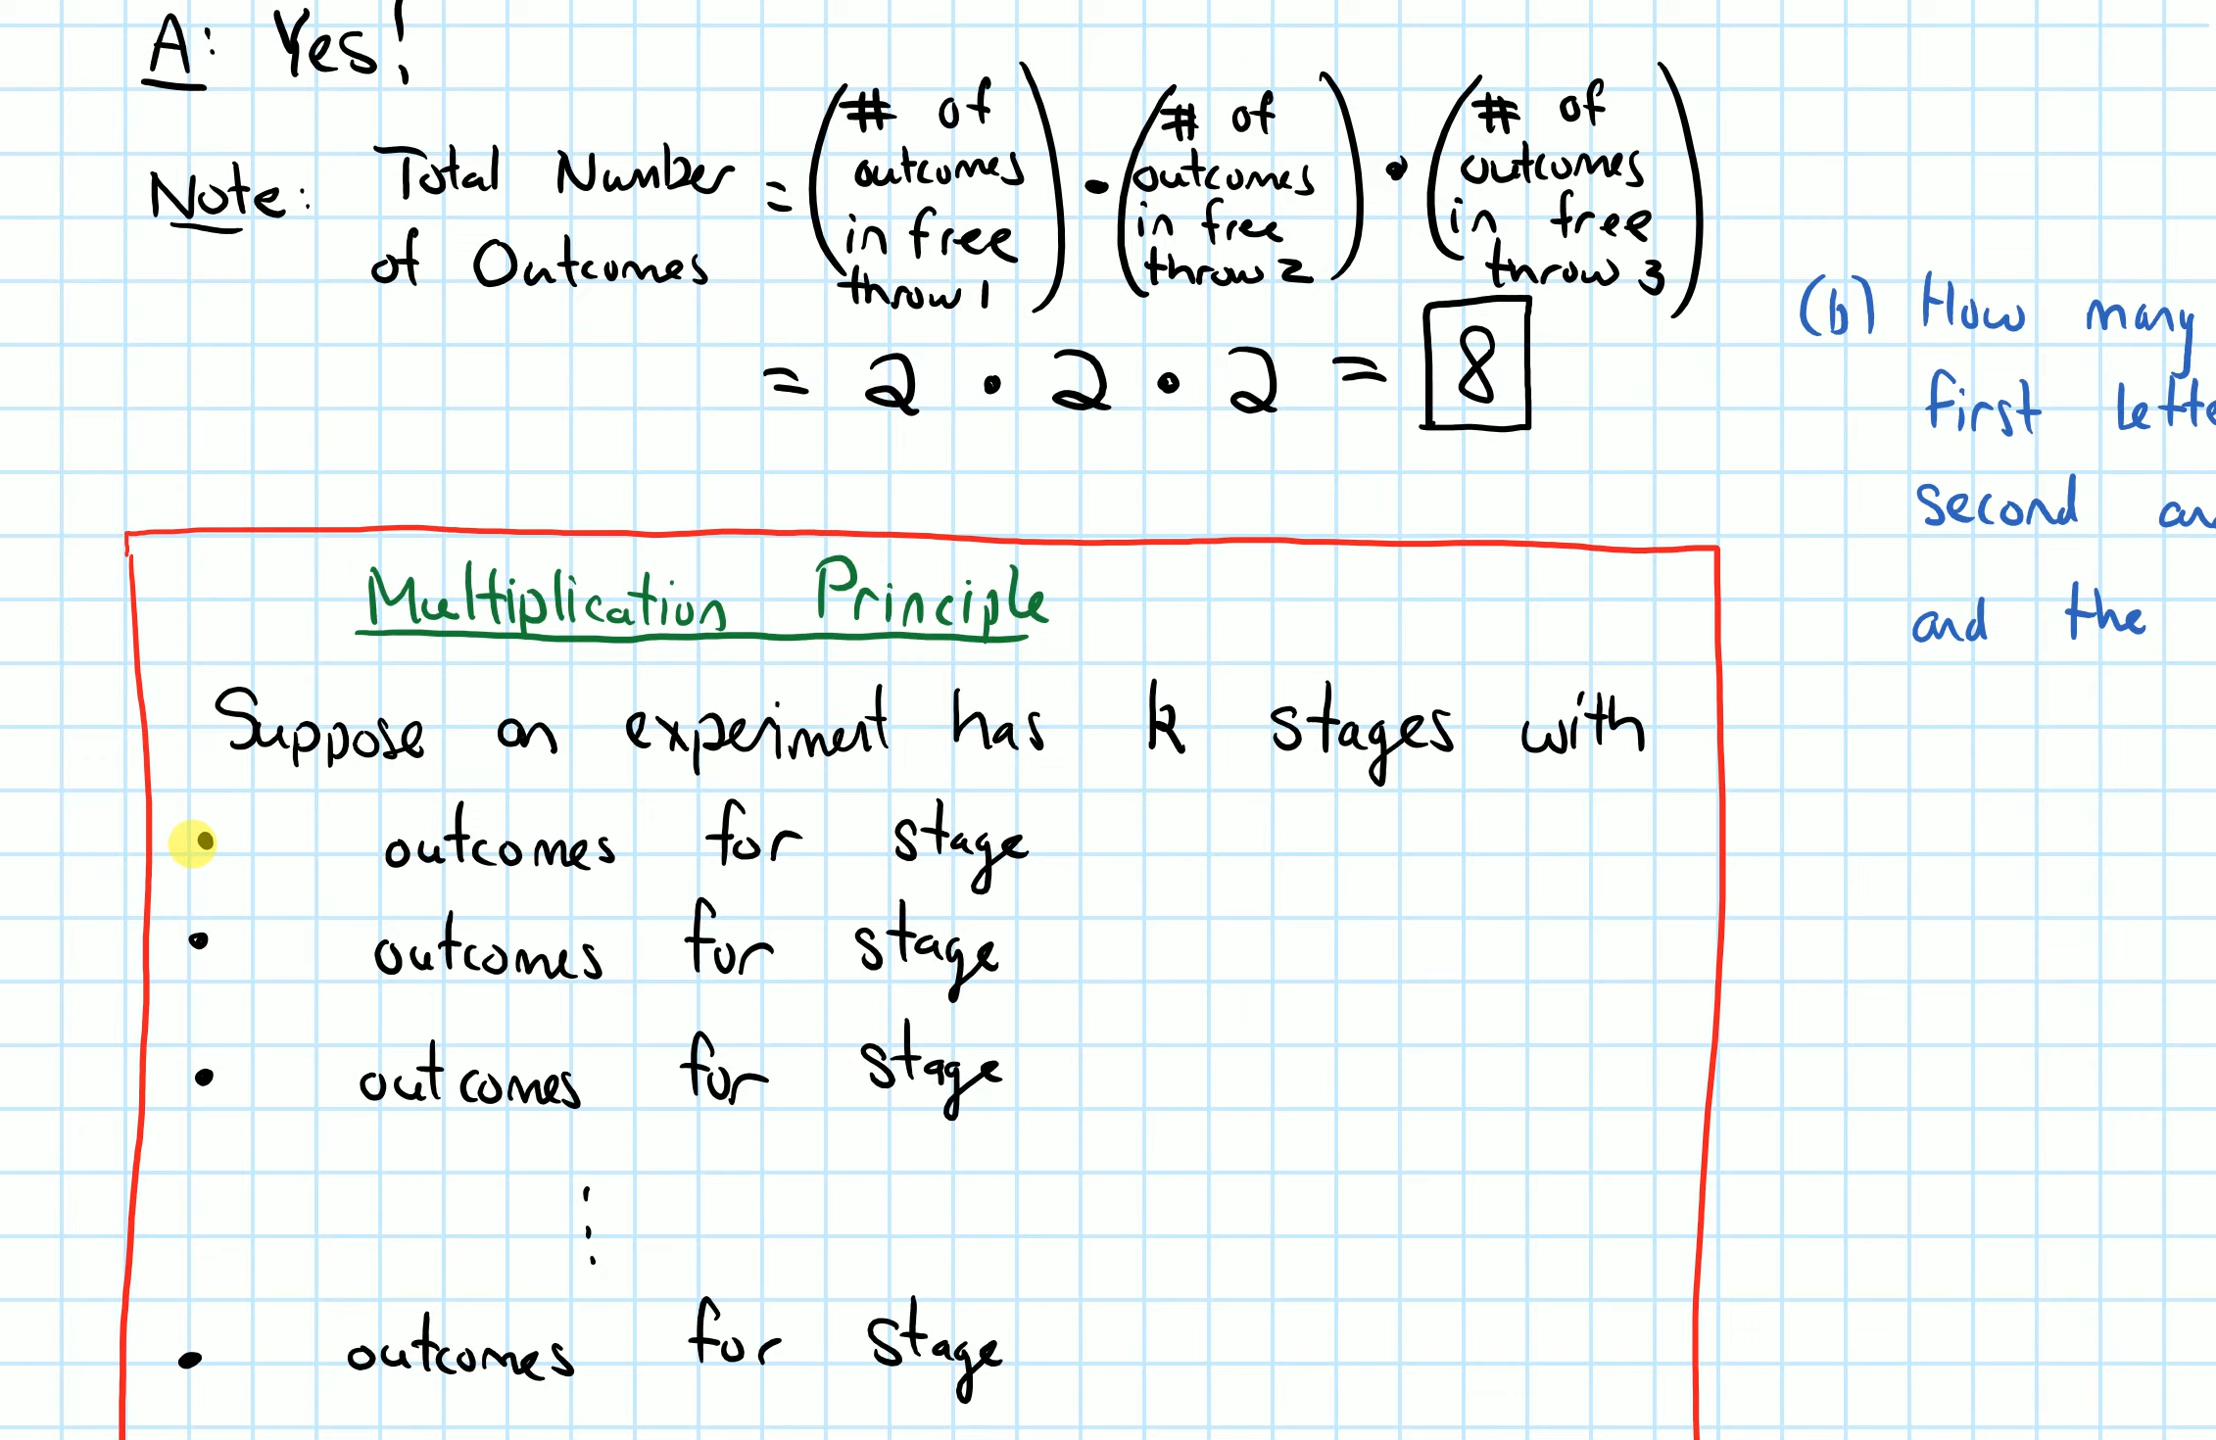 A: Yes!
Note: Total Number of Outcomes = (# of outcomes in free throw 1) • (# of outcomes in free throw 2) • (# of outcomes in free throw 3)
= 2 • 2 • 2 = 8
Multiplication Principle
Suppose an experiment has k stages with
• outcomes for stage
• outcomes for stage
• outcomes for stage
⋮
• outcomes for stage
(b) How many
first lette
second an
and the